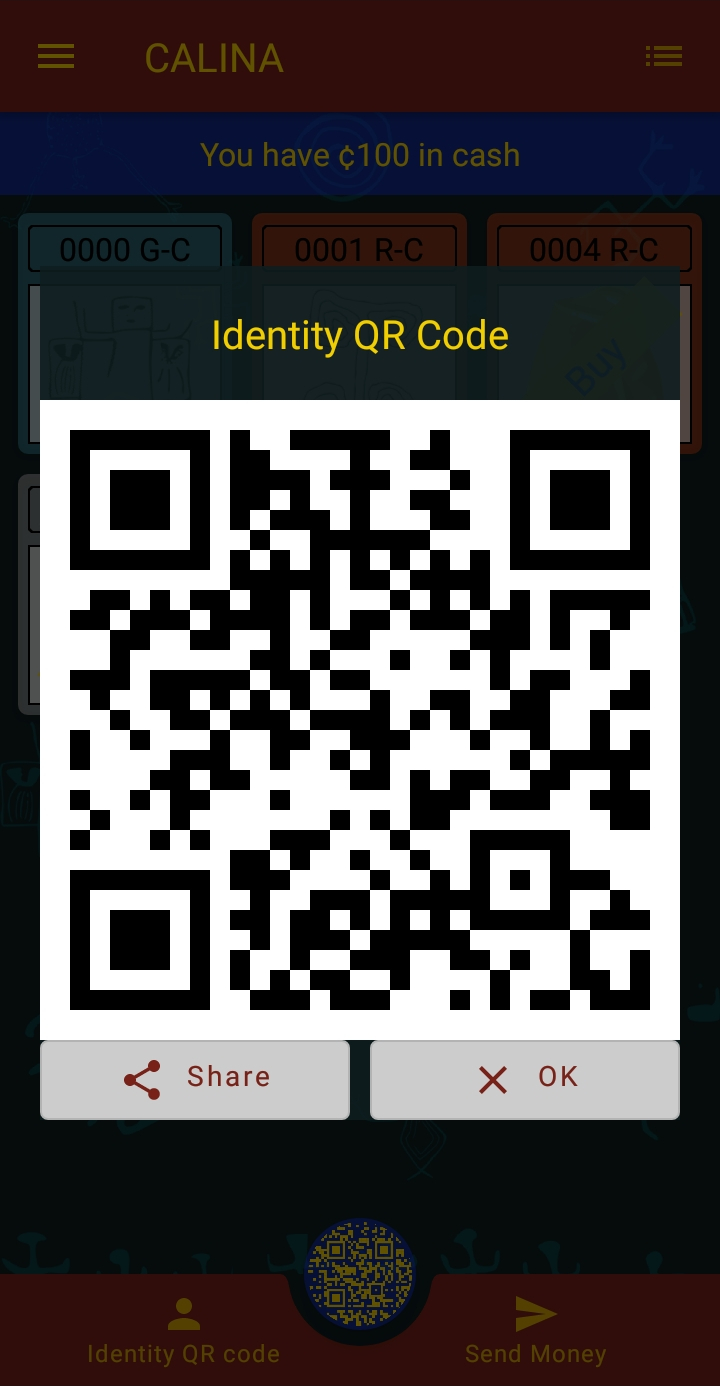 CALINA
You have ¢100 in cash
0000 G-C
0001 R-C
0004 R-C
Buy
Identity QR Code
Share
OK
Identity QR code
Send Money